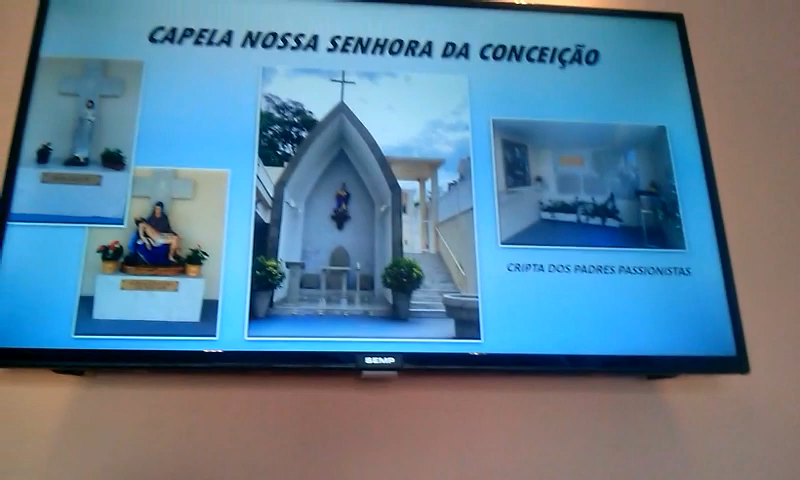 CAPELA NOSSA SENHORA DA CONCEIÇÃO
CRIPTA DOS PADRES PASSIONISTAS
SEMP